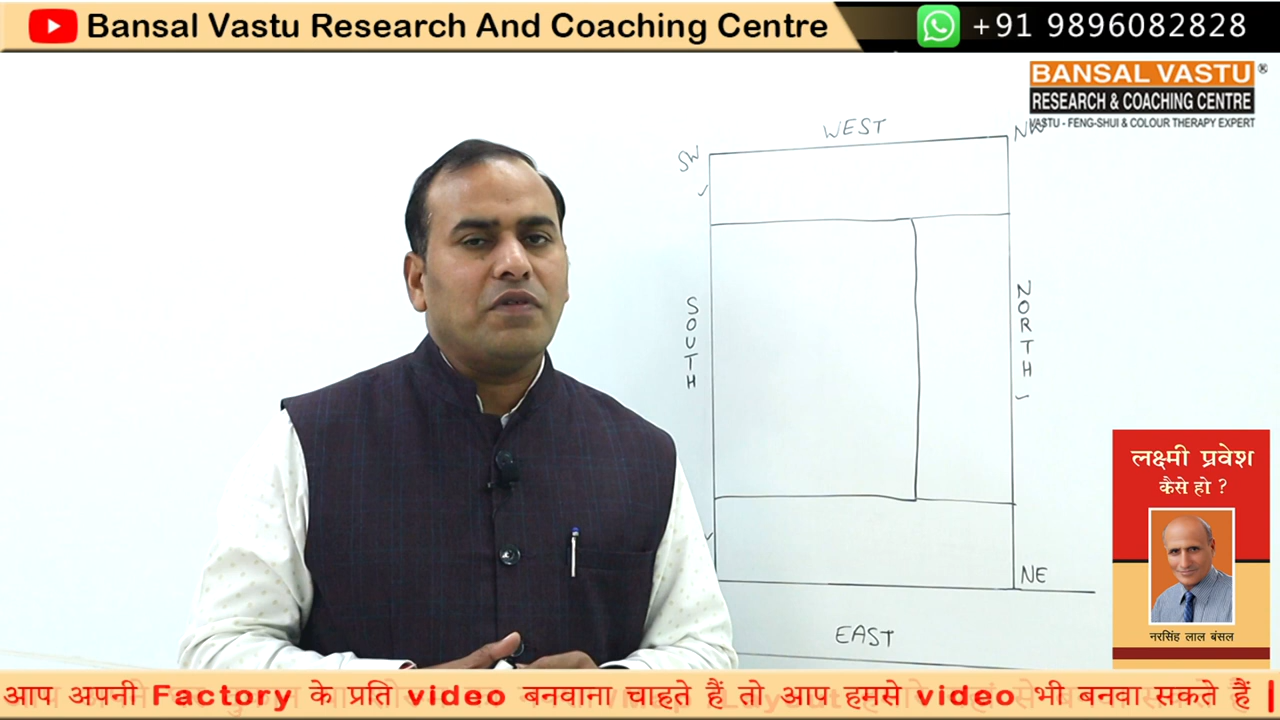 Bansal Vastu Research And Coaching Centre
+91 9896082828
BANSAL VASTU ®
RESEARCH & COACHING CENTRE
VASTU - FENG-SHUI & COLOUR THERAPY EXPERT
WEST
NW
SW
SOUTH
NORTH
NE
EAST
लक्ष्मी प्रवेश
कैसे हो ?
नरसिंह लाल बंसल
आप अपनी Factory के प्रति video बनवाना चाहते हैं तो आप हमसे video भी बनवा सकते हैं |